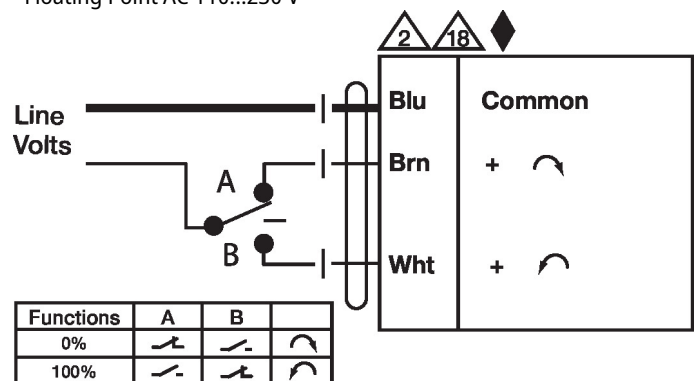 Floating Point AC 110...230 V
2 18
Blu Common
Line
Volts
Brn +
A
B
Wht +
Functions A B
0%
100%